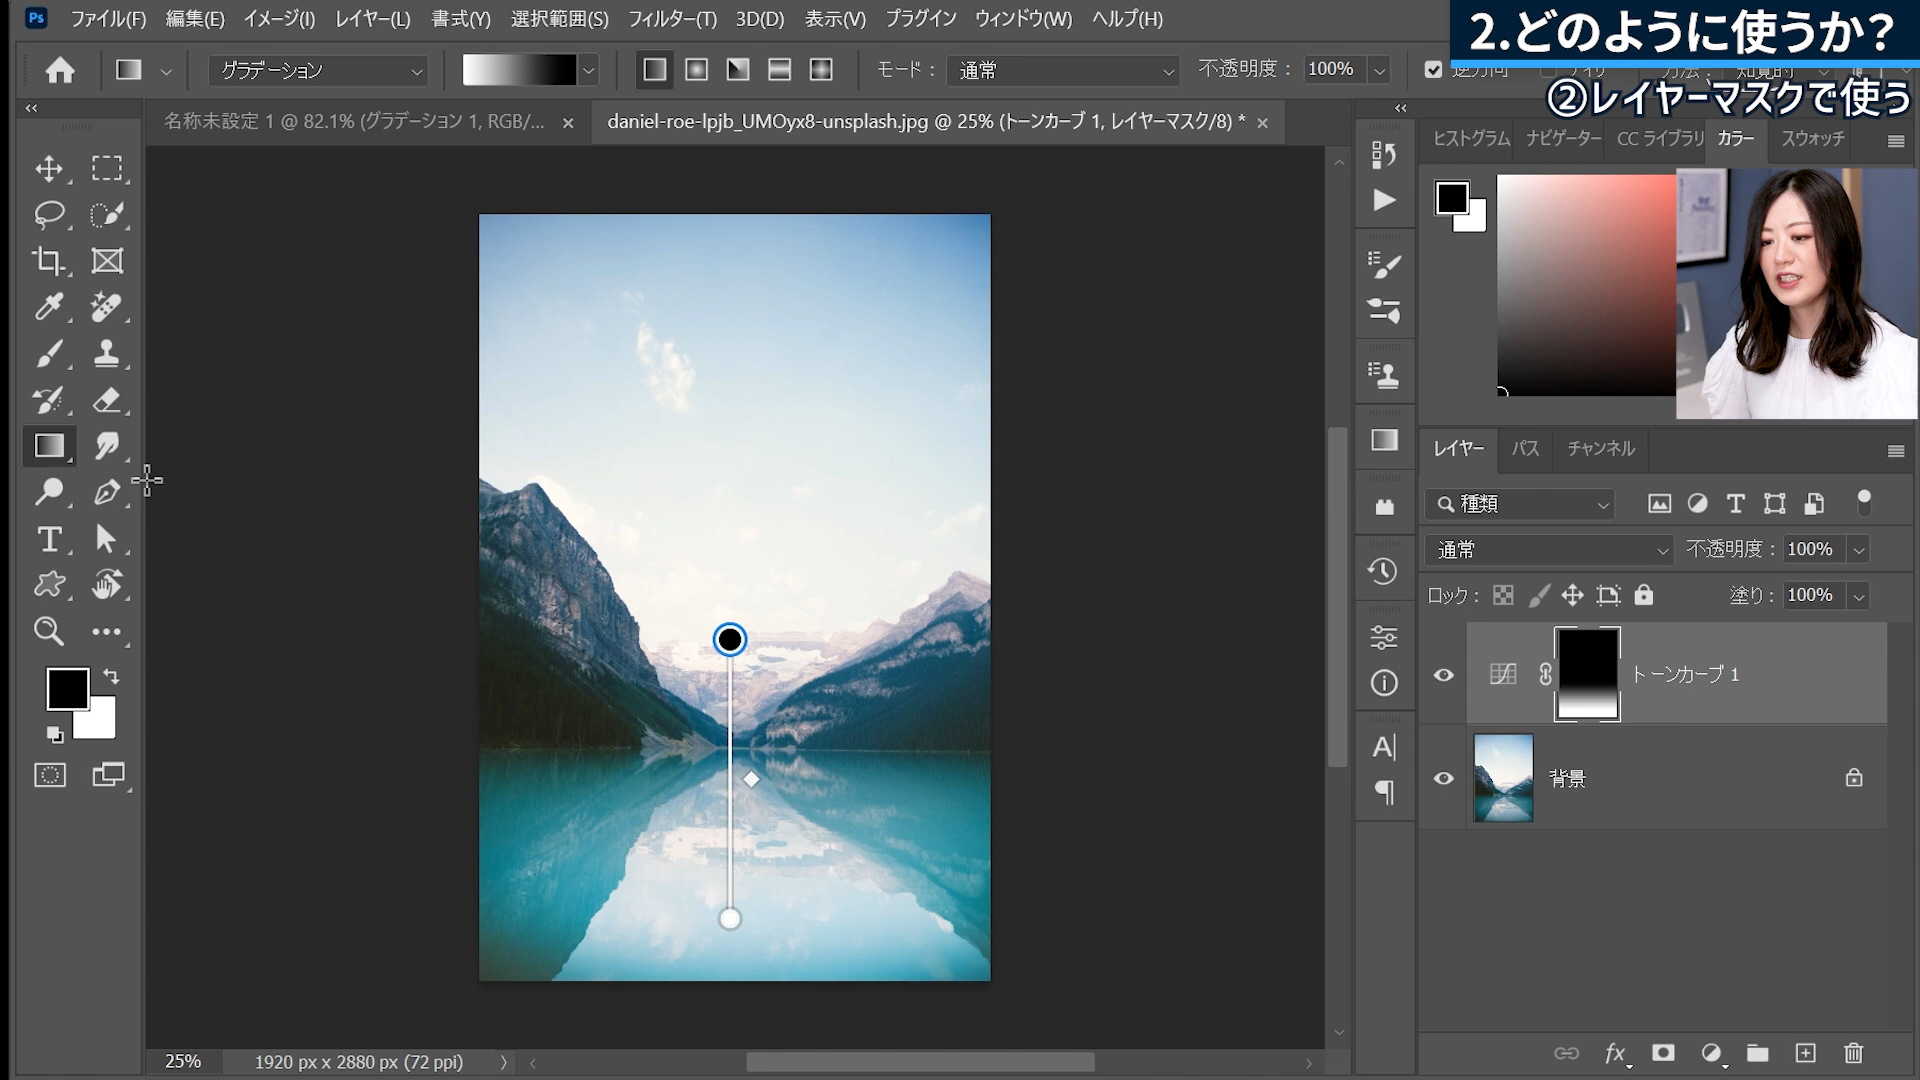 Ps ファイル(F) 編集(E) イメージ(I) レイヤー(L) 書式(Y) 選択範囲(S) フィルター(T) 3D(D) 表示(V) プラグイン ウィンドウ(W) ヘルプ(H)
2.どのように使うか?
グラデーション モード: 通常 不透明度: 100%
②レイヤーマスクで使う
名称未設定 1 @ 82.1% (グラデーション 1, RGB/...
daniel-roe-lpjb_UMOyx8-unsplash.jpg @ 25% (トーンカーブ 1, レイヤーマスク/8) *
ヒストグラム ナビゲーター CC ライブラリ カラー スウォッチ
レイヤー パス チャンネル
種類
通常 不透明度: 100%
ロック: 塗り: 100%
トーンカーブ 1
背景
25% 1920 px x 2880 px (72 ppi)
fx